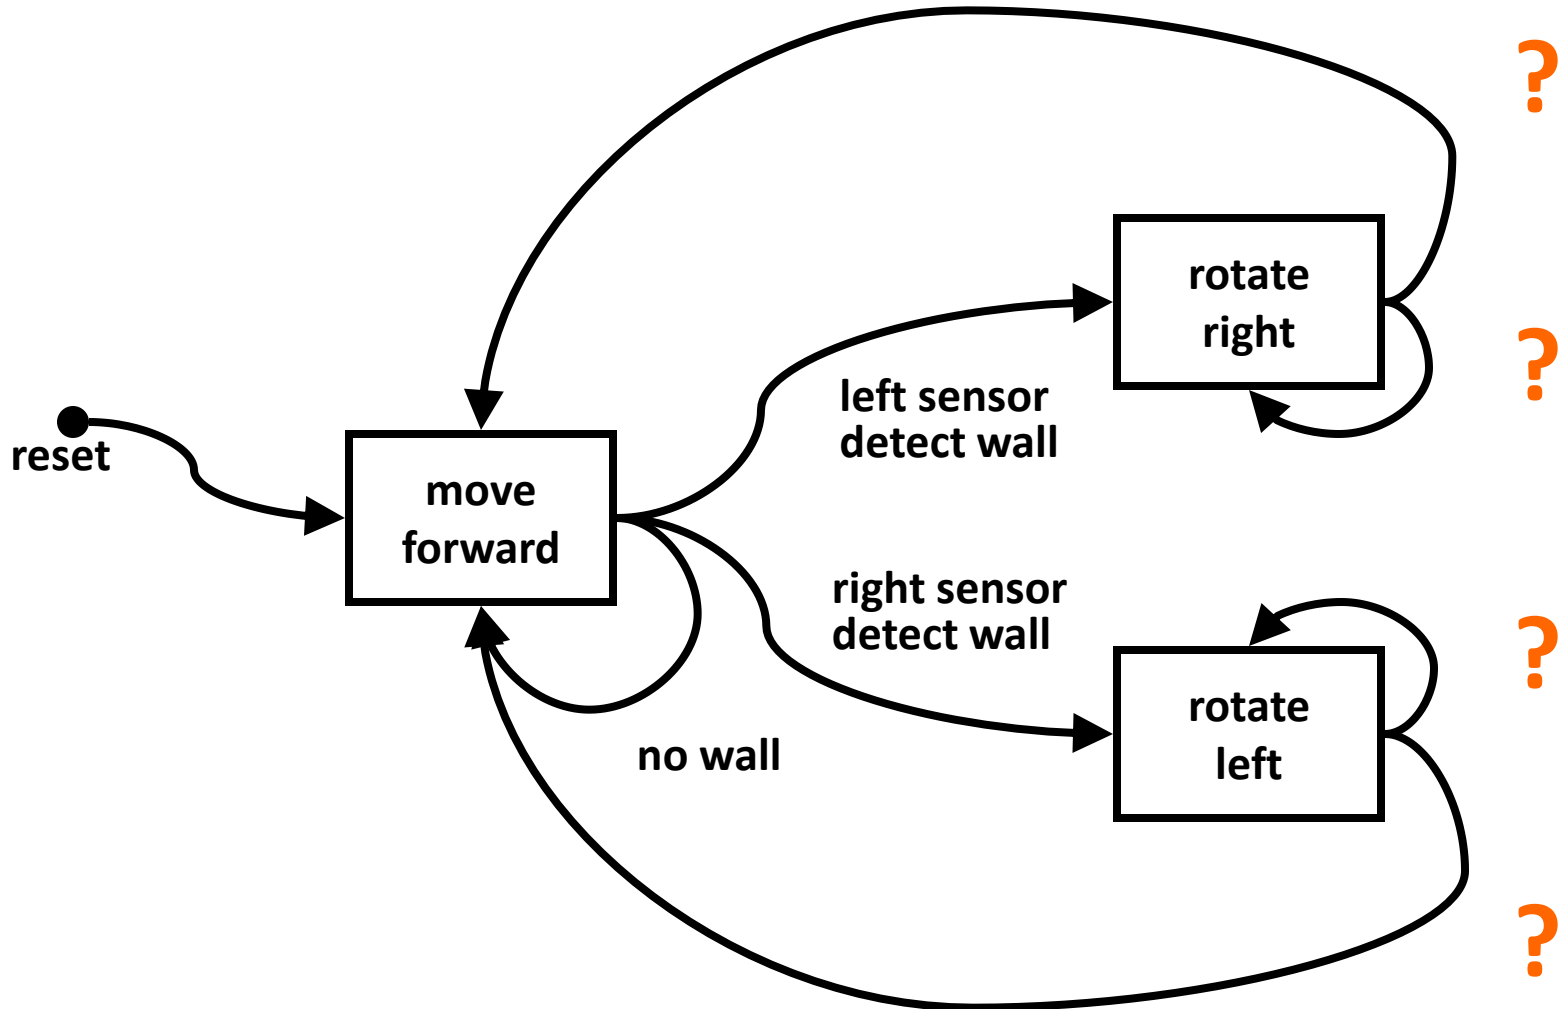 ?
rotate
right
?
left sensor
detect wall
reset
move
forward
right sensor
detect wall
?
rotate
left
no wall
?